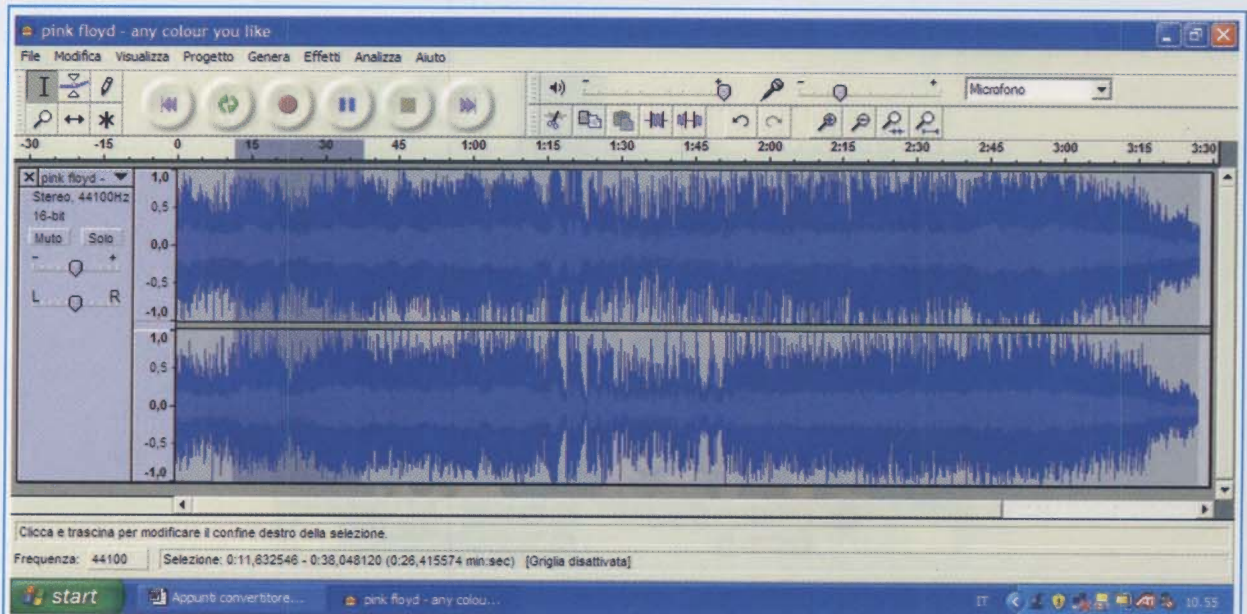 pink floyd - any colour you like
File Modifica Visualizza Progetto Genera Effetti Analizza Aiuto
- + - + Microfono
-30 -15 0 15 30 45 1:00 1:15 1:30 1:45 2:00 2:15 2:30 2:45 3:00 3:15 3:30
pink floyd -
Stereo, 44100Hz
16-bit
Muto Solo
- +
L R
1,0
0,5
0,0
-0,5
-1,0
1,0
0,5
0,0
-0,5
-1,0
Clicca e trascina per modificare il confine destro della selezione.
Frequenza: 44100 Selezione: 0:11,632546 - 0:38,048120 (0:26,415574 min:sec) [Griglia disattivata]
start Appunti convertitore... pink floyd - any colou... IT 10.55